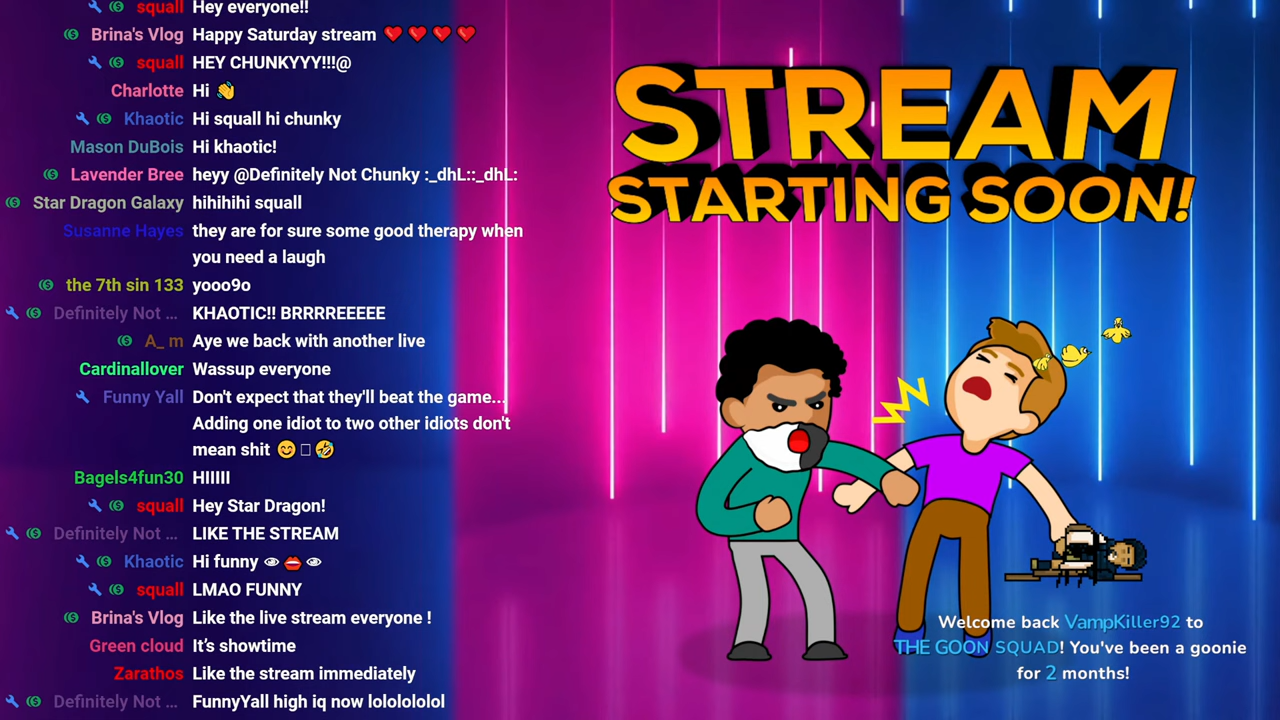 squall Hey everyone!!
Brina's Vlog Happy Saturday stream ❤️ ❤️ ❤️ ❤️
squall HEY CHUNKYYY!!!@
Charlotte Hi 👋
Khaotic Hi squall hi chunky
Mason DuBois Hi khaotic!
Lavender Bree heyy @Definitely Not Chunky :_dhL::_dhL:
Star Dragon Galaxy hihihihi squall
Susanne Hayes they are for sure some good therapy when
you need a laugh
the 7th sin 133 yooo9o
Definitely Not ... KHAOTIC!! BRRRREEEEE
A_ m Aye we back with another live
Cardinallover Wassup everyone
Funny Yall Don't expect that they'll beat the game...
Adding one idiot to two other idiots don't
mean shit 😊 🤣
Bagels4fun30 HIIIII
squall Hey Star Dragon!
Definitely Not ... LIKE THE STREAM
Khaotic Hi funny 👁 👄 👁
squall LMAO FUNNY
Brina's Vlog Like the live stream everyone !
Green cloud It's showtime
Zarathos Like the stream immediately
Definitely Not ... FunnyYall high iq now lolololol
STREAM
STARTING SOON!
Welcome back VampKiller92 to
THE GOON SQUAD! You've been a goonie
for 2 months!